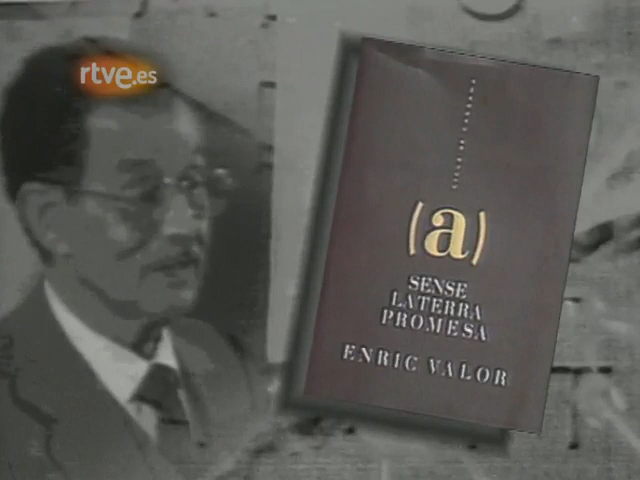 rtve.es
(a)
SENSE
LA TERRA
PROMESA
ENRIC VALOR